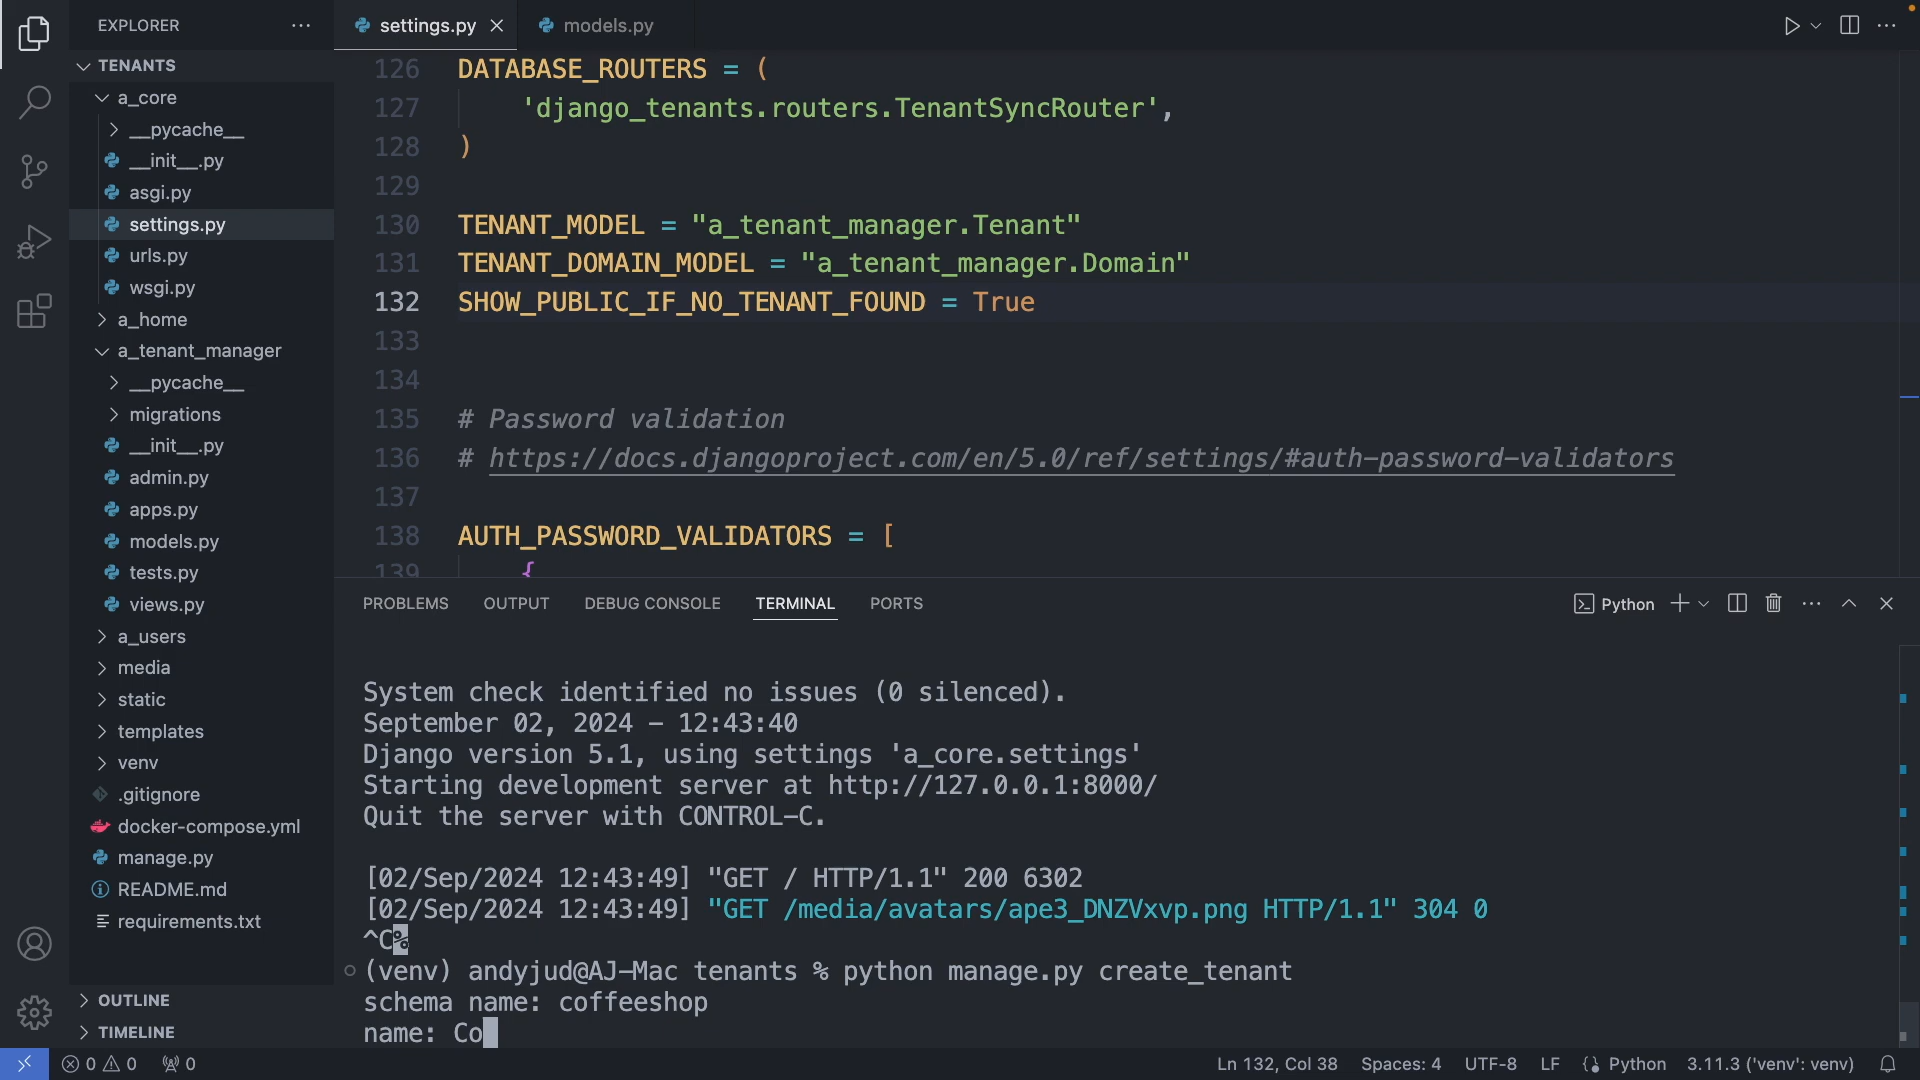 EXPLORER
TENANTS
a_core
__pycache__
__init__.py
asgi.py
settings.py
urls.py
wsgi.py
a_home
a_tenant_manager
__pycache__
migrations
__init__.py
admin.py
apps.py
models.py
tests.py
views.py
a_users
media
static
templates
venv
.gitignore
docker-compose.yml
manage.py
README.md
requirements.txt
OUTLINE
TIMELINE
settings.py
models.py
126 DATABASE_ROUTERS = (
127 'django_tenants.routers.TenantSyncRouter',
128 )
129
130 TENANT_MODEL = "a_tenant_manager.Tenant"
131 TENANT_DOMAIN_MODEL = "a_tenant_manager.Domain"
132 SHOW_PUBLIC_IF_NO_TENANT_FOUND = True
133
134
135 # Password validation
136 # https://docs.djangoproject.com/en/5.0/ref/settings/#auth-password-validators
137
138 AUTH_PASSWORD_VALIDATORS = [
139 {
PROBLEMS OUTPUT DEBUG CONSOLE TERMINAL PORTS
Python
System check identified no issues (0 silenced).
September 02, 2024 - 12:43:40
Django version 5.1, using settings 'a_core.settings'
Starting development server at http://127.0.0.1:8000/
Quit the server with CONTROL-C.
[02/Sep/2024 12:43:49] "GET / HTTP/1.1" 200 6302
[02/Sep/2024 12:43:49] "GET /media/avatars/ape3_DNZVxvp.png HTTP/1.1" 304 0
^C%
(venv) andyjud@AJ-Mac tenants % python manage.py create_tenant
schema name: coffeeshop
name: Co
0 0 0
Ln 132, Col 38 Spaces: 4 UTF-8 LF Python 3.11.3 ('venv': venv)